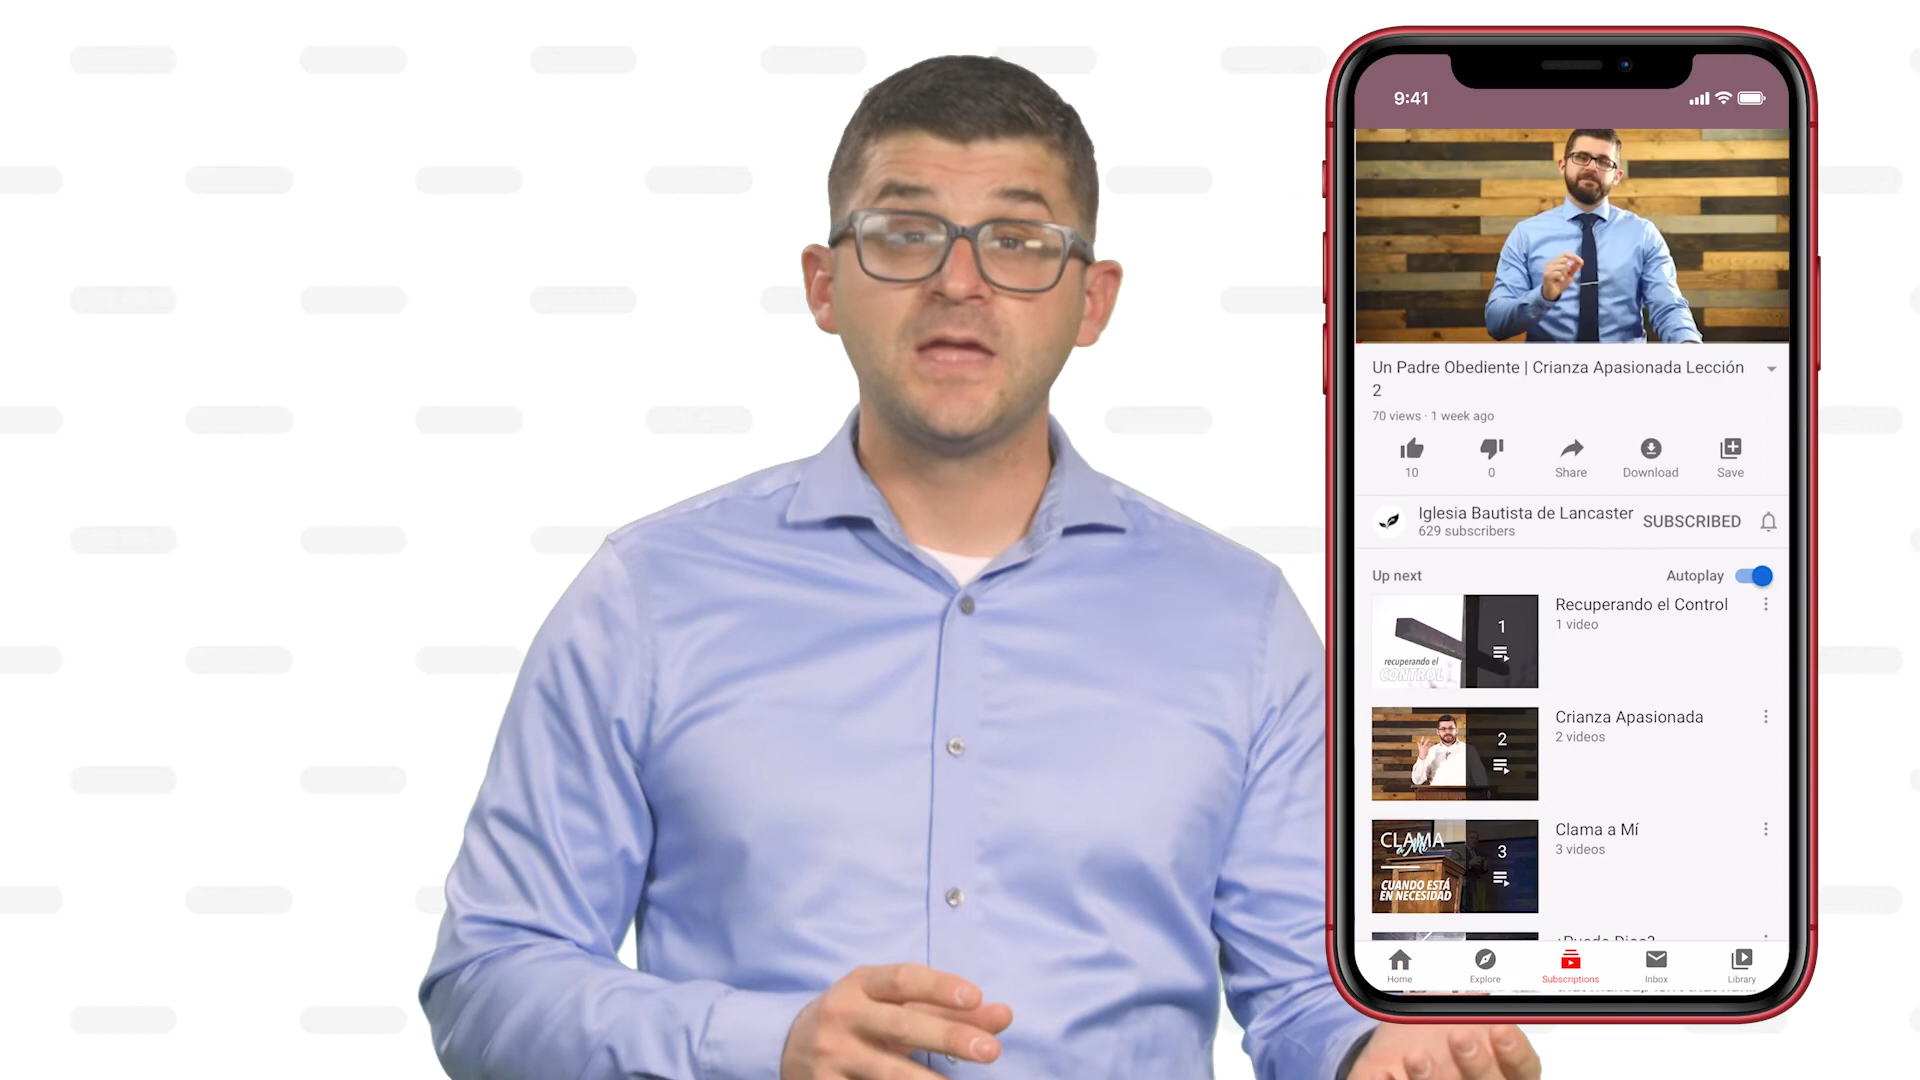 9:41
Un Padre Obediente | Crianza Apasionada Lección
2
70 views · 1 week ago
10
0
Share
Download
Save
Iglesia Bautista de Lancaster
629 subscribers
SUBSCRIBED
Up next
Autoplay
1
recuperando el
CONTROL
Recuperando el Control
1 video
2
Crianza Apasionada
2 videos
CLAMA
a Mí
CUANDO ESTÁ
EN NECESIDAD
3
Clama a Mí
3 videos
Home
Explore
Subscriptions
Inbox
Library